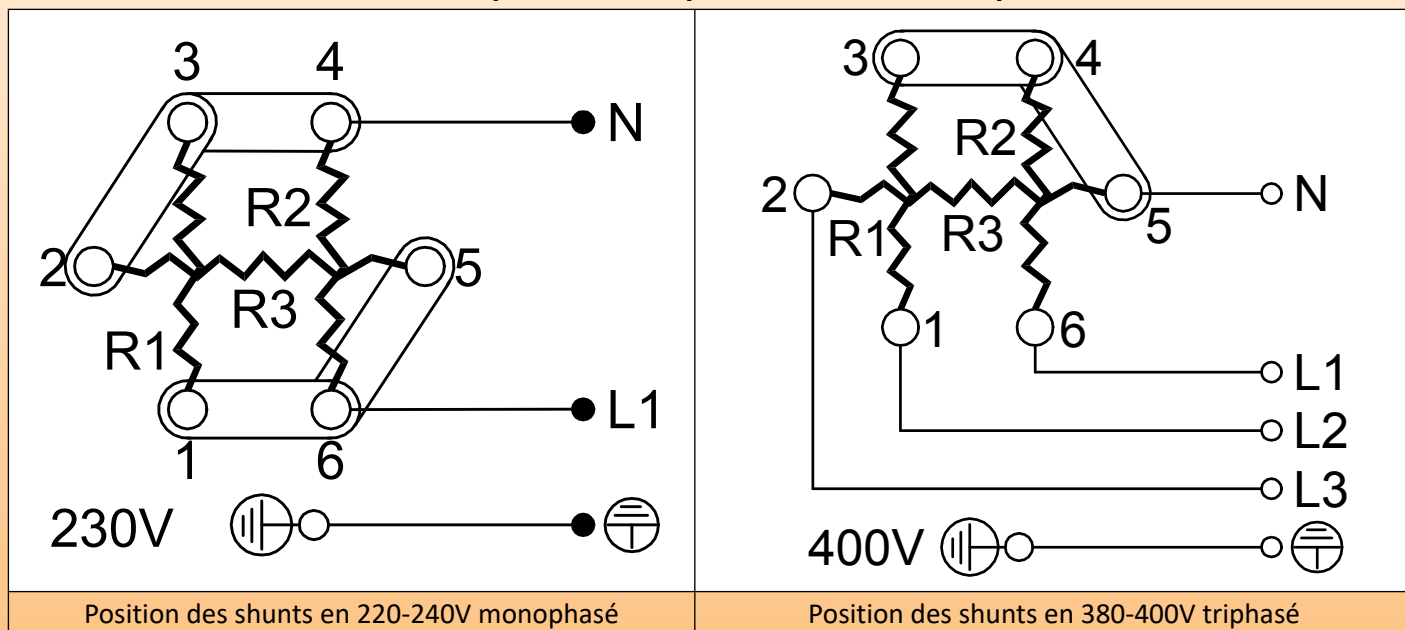 3 4
N
R2
2
5
R3
R1
L1
1 6
230V
Position des shunts en 220-240V monophasé
3 4
R2
2
N
R1 R3
5
1 6
L1
L2
L3
400V
Position des shunts en 380-400V triphasé